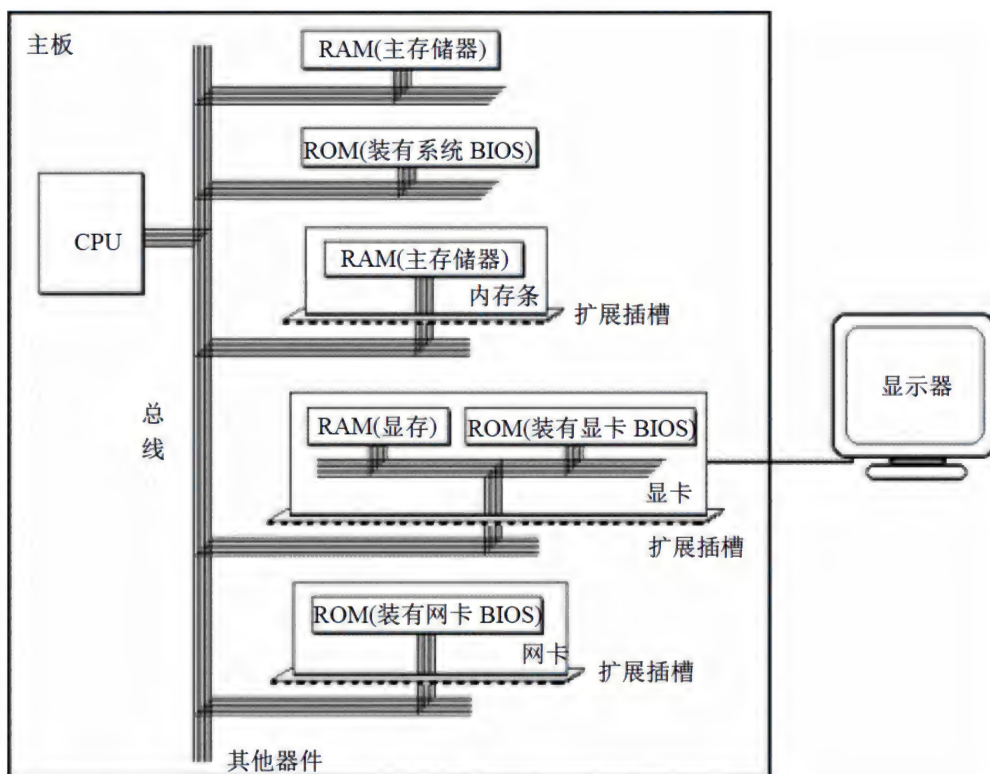 主板
RAM(主存储器)
ROM(装有系统 BIOS)
CPU
RAM(主存储器)
内存条
扩展插槽
总
线
RAM(显存)
ROM(装有显卡 BIOS)
显卡
扩展插槽
显示器
ROM(装有网卡 BIOS)
网卡
扩展插槽
其他器件